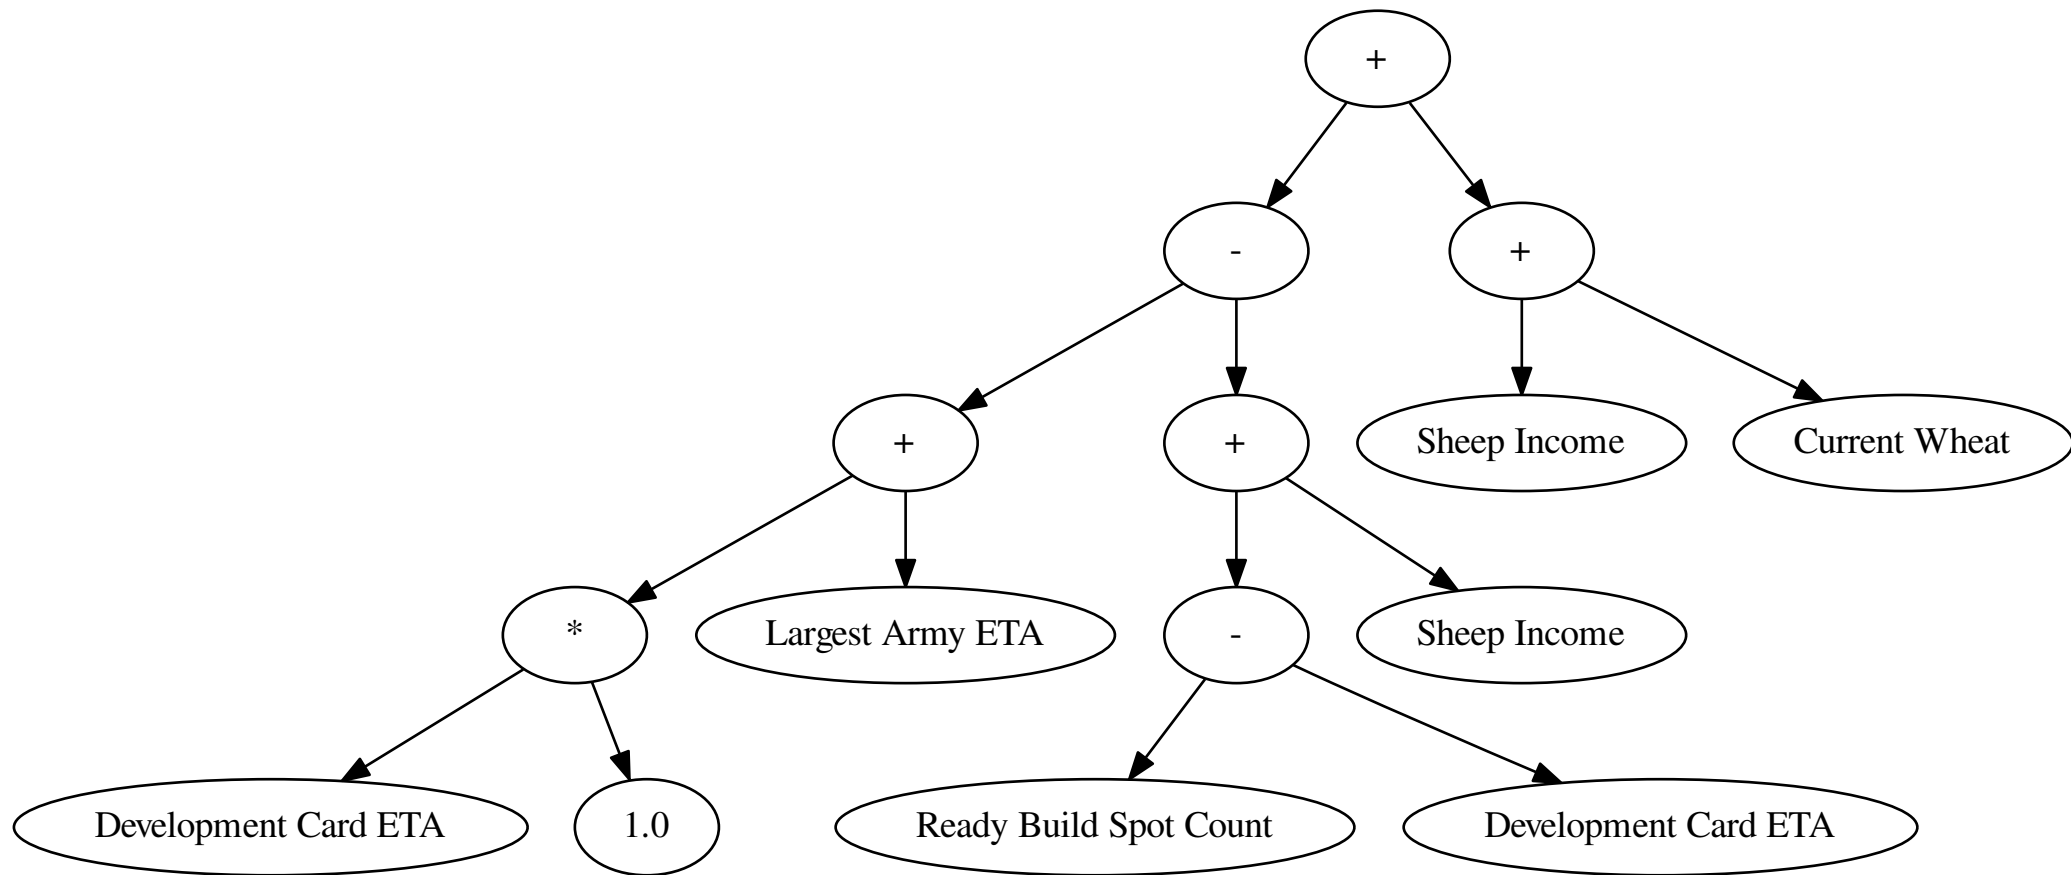 +
-
+
+
+
Sheep Income
Current Wheat
*
Largest Army ETA
-
Sheep Income
Development Card ETA
1.0
Ready Build Spot Count
Development Card ETA